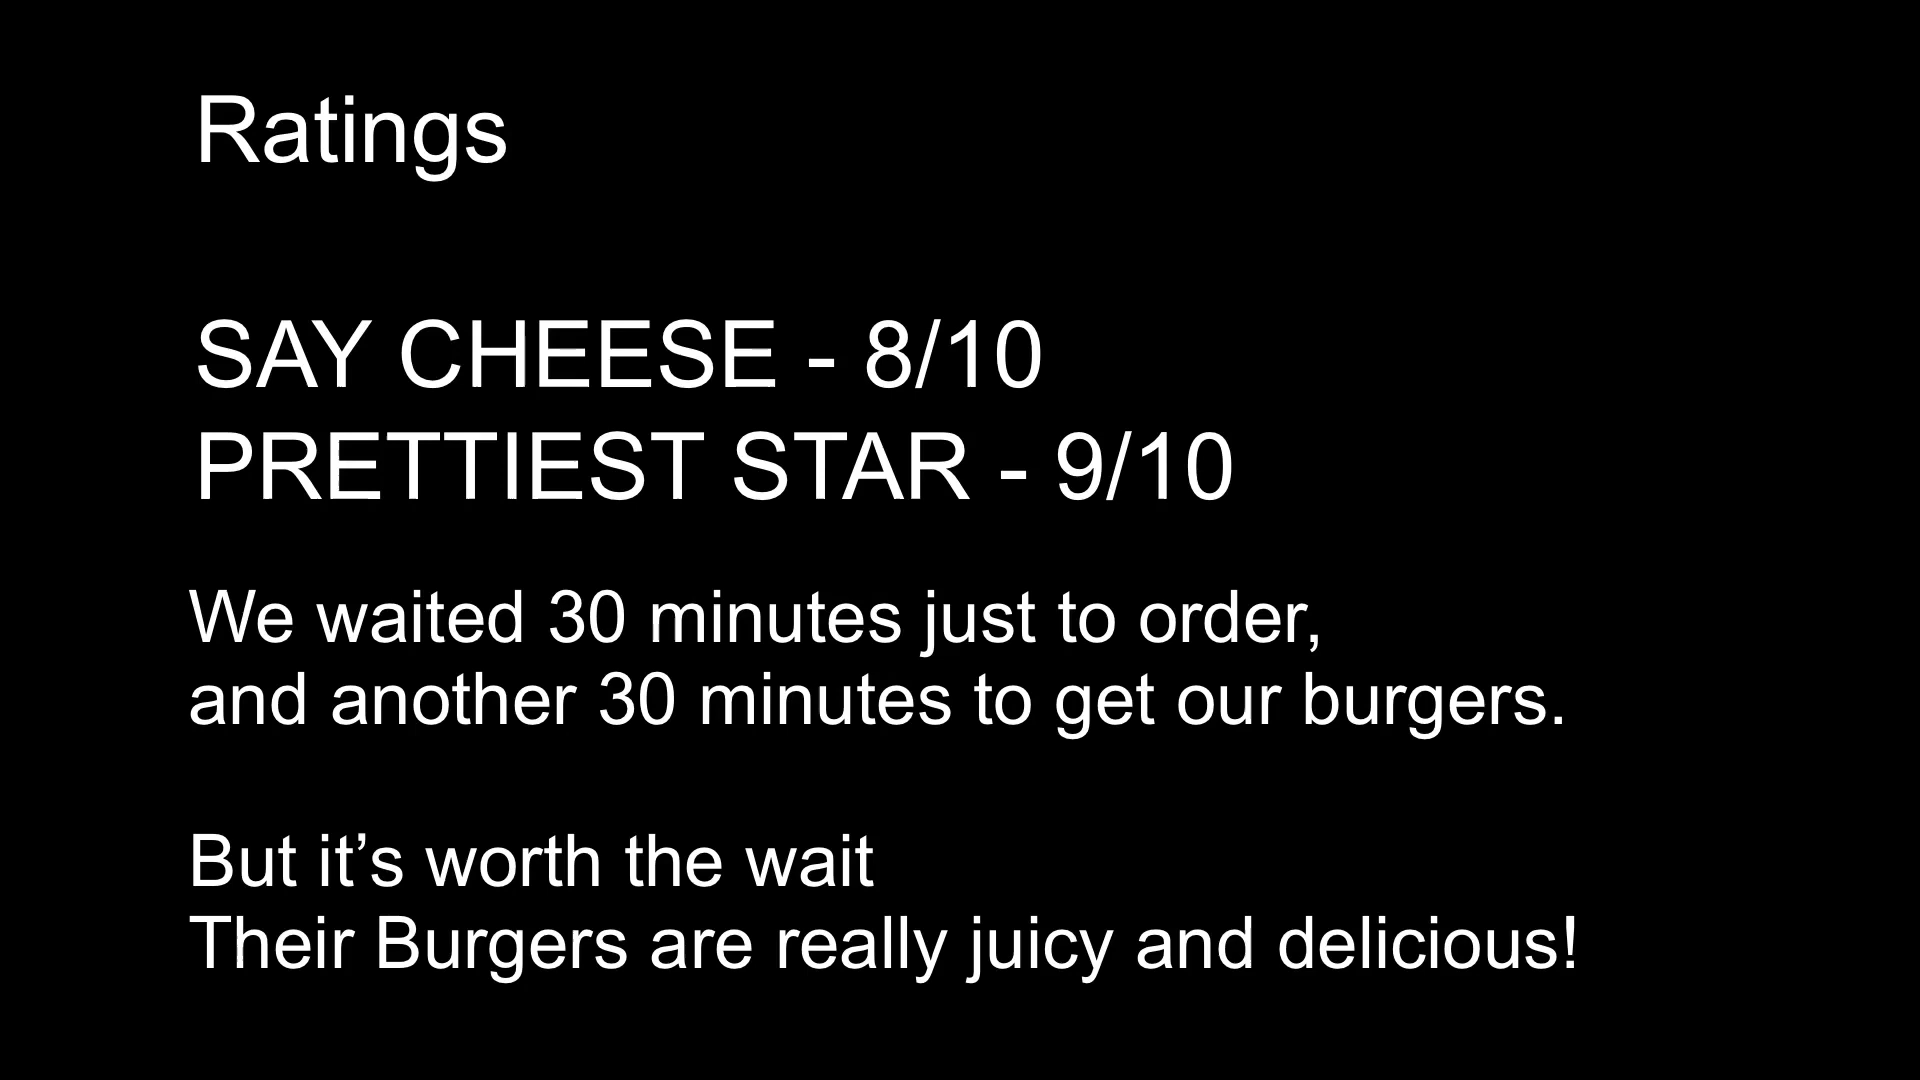 Ratings
SAY CHEESE - 8/10
PRETTIEST STAR - 9/10
We waited 30 minutes just to order,
and another 30 minutes to get our burgers.
But it’s worth the wait
Their Burgers are really juicy and delicious!